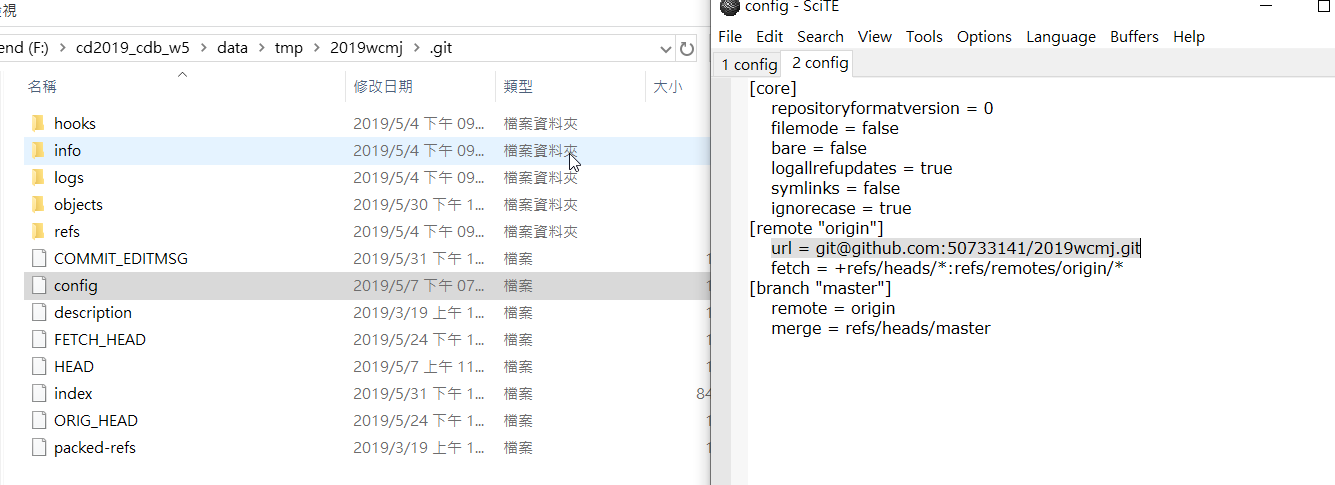 檢視
end (F:) > cd2019_cdb_w5 > data > tmp > 2019wcmj > .git
名稱 修改日期 類型 大小
hooks 2019/5/4 下午 09... 檔案資料夾
info 2019/5/4 下午 09... 檔案資料夾
logs 2019/5/4 下午 09... 檔案資料夾
objects 2019/5/30 下午 1... 檔案資料夾
refs 2019/5/4 下午 09... 檔案資料夾
COMMIT_EDITMSG 2019/5/31 下午 1... 檔案 1
config 2019/5/7 下午 07... 檔案 1
description 2019/3/19 上午 1... 檔案 1
FETCH_HEAD 2019/5/24 下午 1... 檔案 1
HEAD 2019/5/7 上午 11... 檔案 1
index 2019/5/31 下午 1... 檔案 84
ORIG_HEAD 2019/5/24 下午 1... 檔案 1
packed-refs 2019/3/19 上午 1... 檔案 1
config - SciTE
File Edit Search View Tools Options Language Buffers Help
1 config 2 config
[core]
repositoryformatversion = 0
filemode = false
bare = false
logallrefupdates = true
symlinks = false
ignorecase = true
[remote "origin"]
url = git@github.com:50733141/2019wcmj.git
fetch = +refs/heads/*:refs/remotes/origin/*
[branch "master"]
remote = origin
merge = refs/heads/master